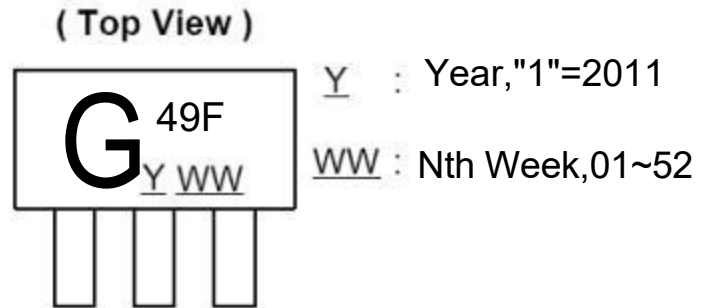 ( Top View )
G 49F
Y WW
Y : Year,"1"=2011
WW : Nth Week,01~52